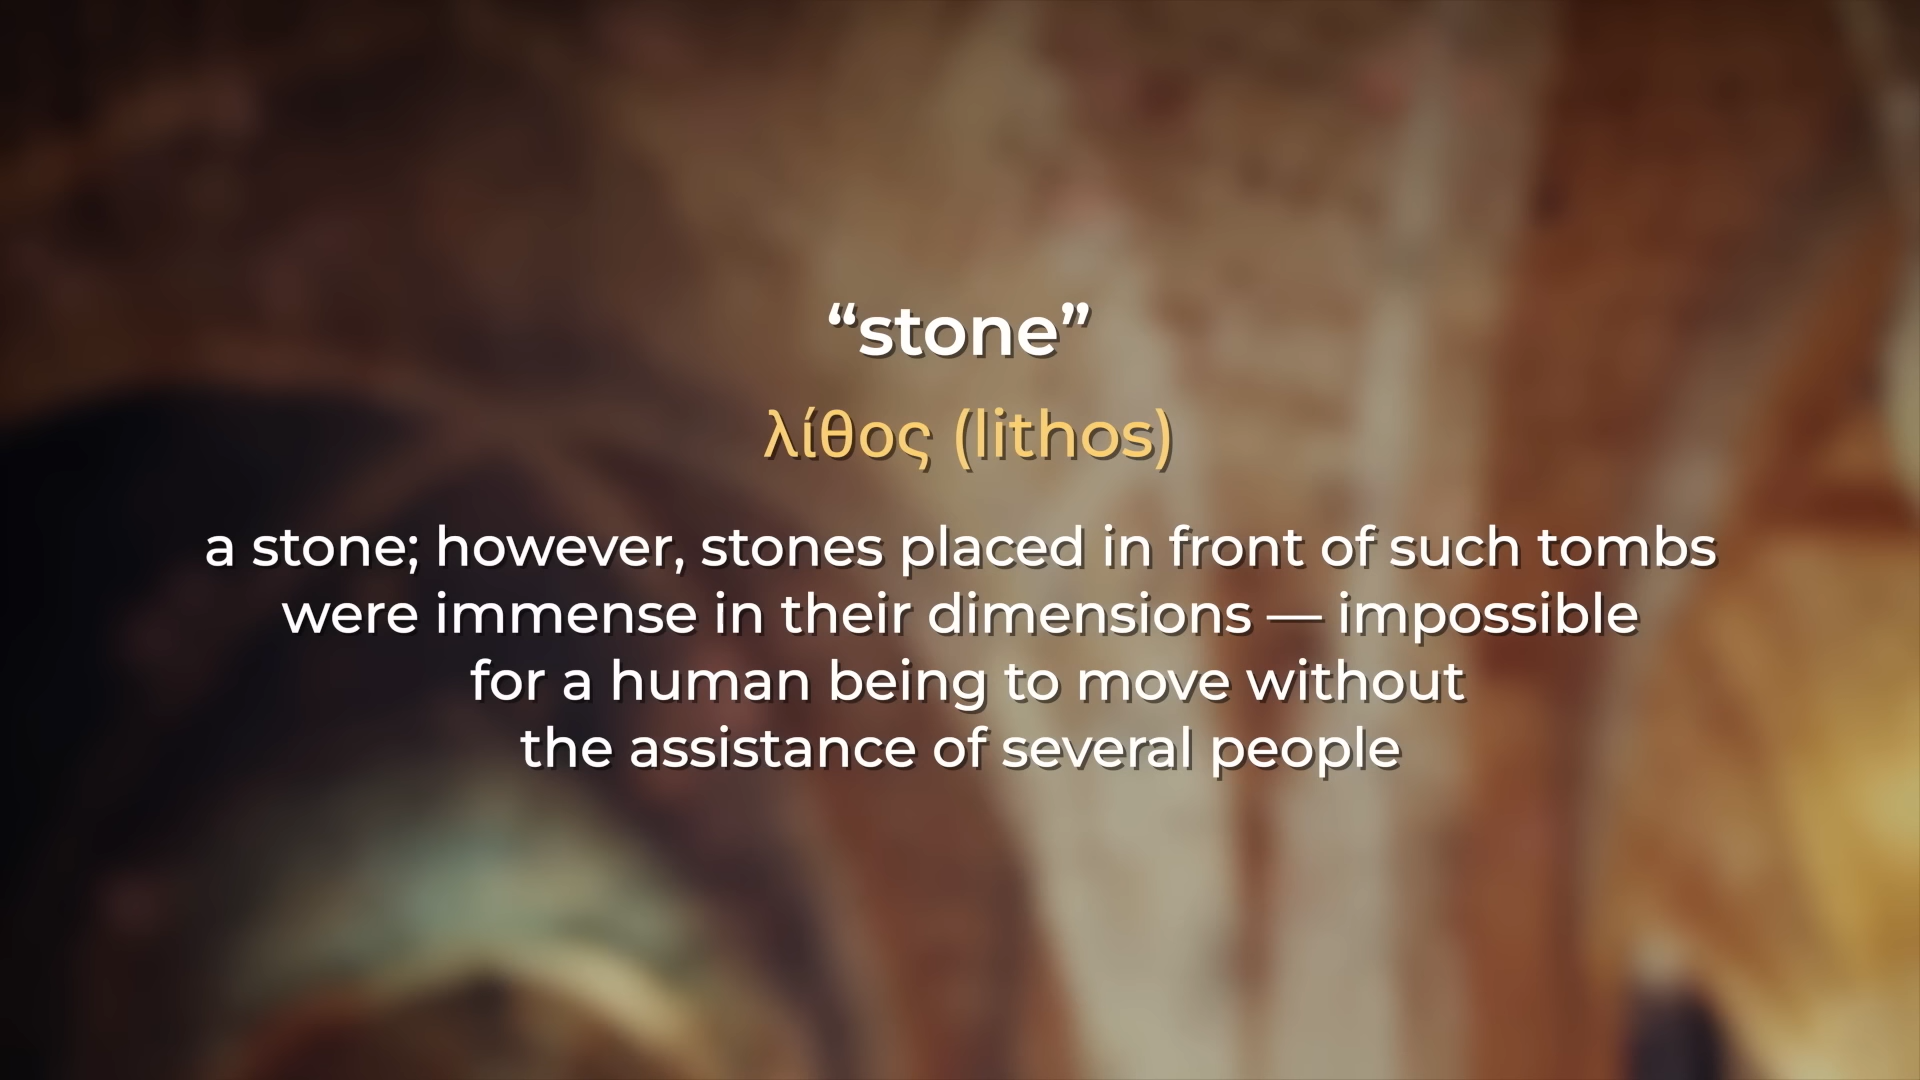 “stone”
λίθος (lithos)
a stone; however, stones placed in front of such tombs
were immense in their dimensions — impossible
for a human being to move without
the assistance of several people